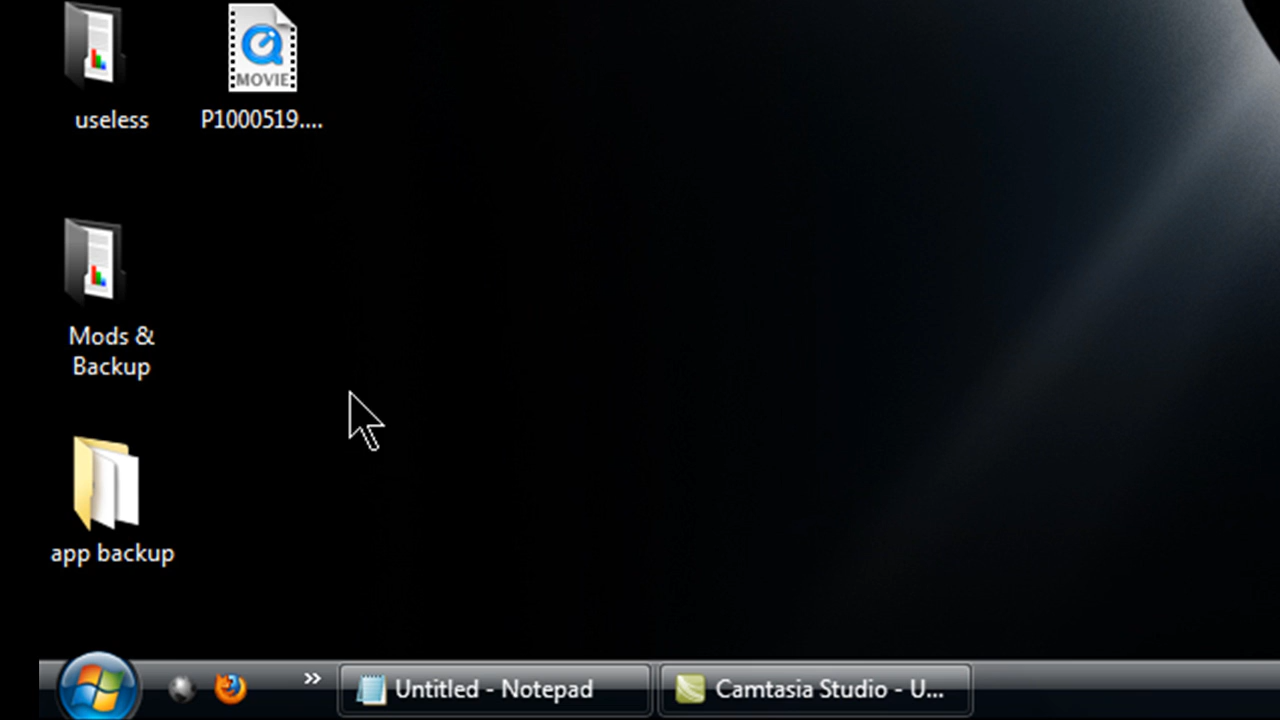 MOVIE
useless
P1000519....
Mods &
Backup
app backup
»
Untitled - Notepad
Camtasia Studio - U...